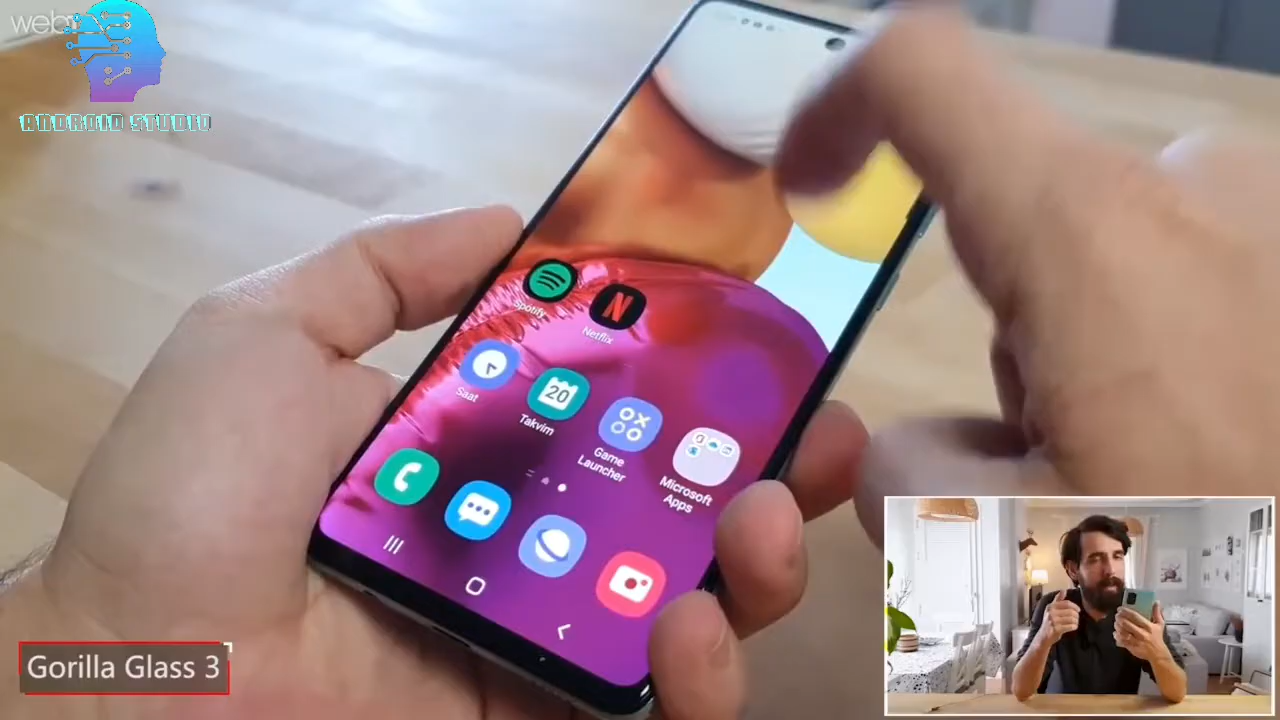 ANDROID STUDIO
Spotify
Netflix
Saat
20
Takvim
Game
Launcher
Microsoft
Apps
Gorilla Glass 3